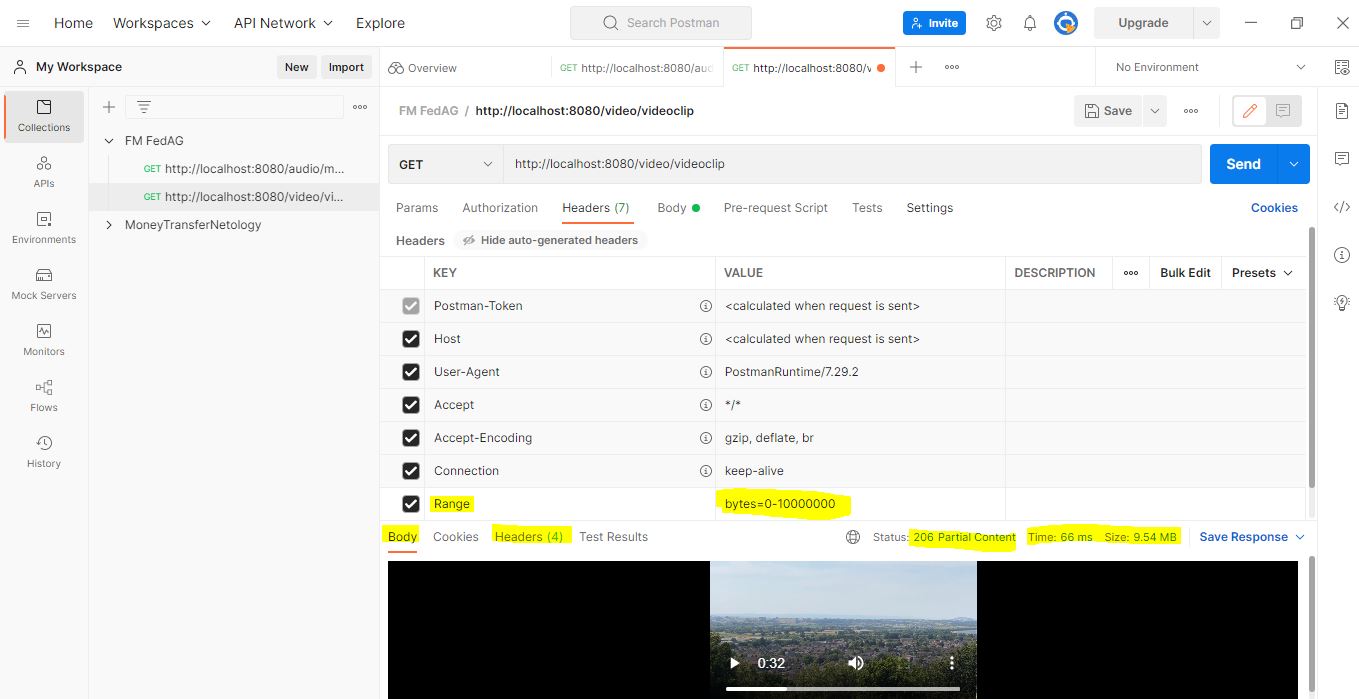 Home Workspaces API Network Explore Search Postman Invite Upgrade
My Workspace New Import Overview GET http://localhost:8080/aud GET http://localhost:8080/v No Environment
Collections
APIs
Environments
Mock Servers
Monitors
Flows
History
FM FedAG
GET http://localhost:8080/audio/m...
GET http://localhost:8080/video/vi...
MoneyTransferNetology
FM FedAG / http://localhost:8080/video/videoclip Save
GET http://localhost:8080/video/videoclip Send
Params Authorization Headers (7) Body Pre-request Script Tests Settings Cookies
Headers Hide auto-generated headers
KEY VALUE DESCRIPTION Bulk Edit Presets
Postman-Token <calculated when request is sent>
Host <calculated when request is sent>
User-Agent PostmanRuntime/7.29.2
Accept */*
Accept-Encoding gzip, deflate, br
Connection keep-alive
Range bytes=0-10000000
Body Cookies Headers (4) Test Results Status: 206 Partial Content Time: 66 ms Size: 9.54 MB Save Response
0:32